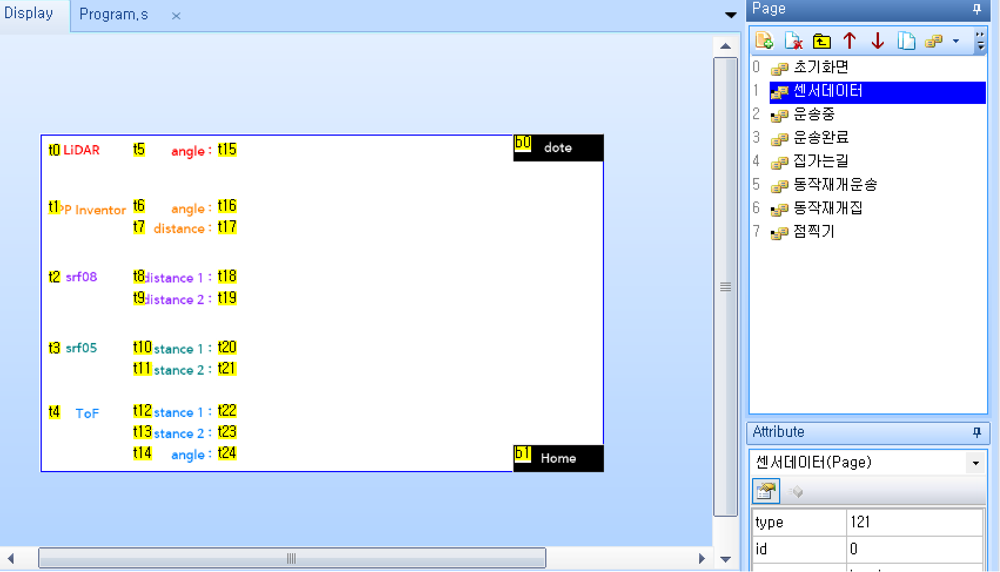 Display
Program.s
t0 LiDAR t5 angle : t15
b0 dote
t1 PP Inventor t6 angle : t16
t7 distance : t17
t2 srf08 t8 distance 1 : t18
t9 distance 2 : t19
t3 srf05 t10 stance 1 : t20
t11 stance 2 : t21
t4 ToF t12 stance 1 : t22
t13 stance 2 : t23
t14 angle : t24
b1 Home
Page
0 초기화면
1 센서데이터
2 운송중
3 운송완료
4 집가는길
5 동작재개운송
6 동작재개집
7 점찍기
Attribute
센서데이터(Page)
type 121
id 0